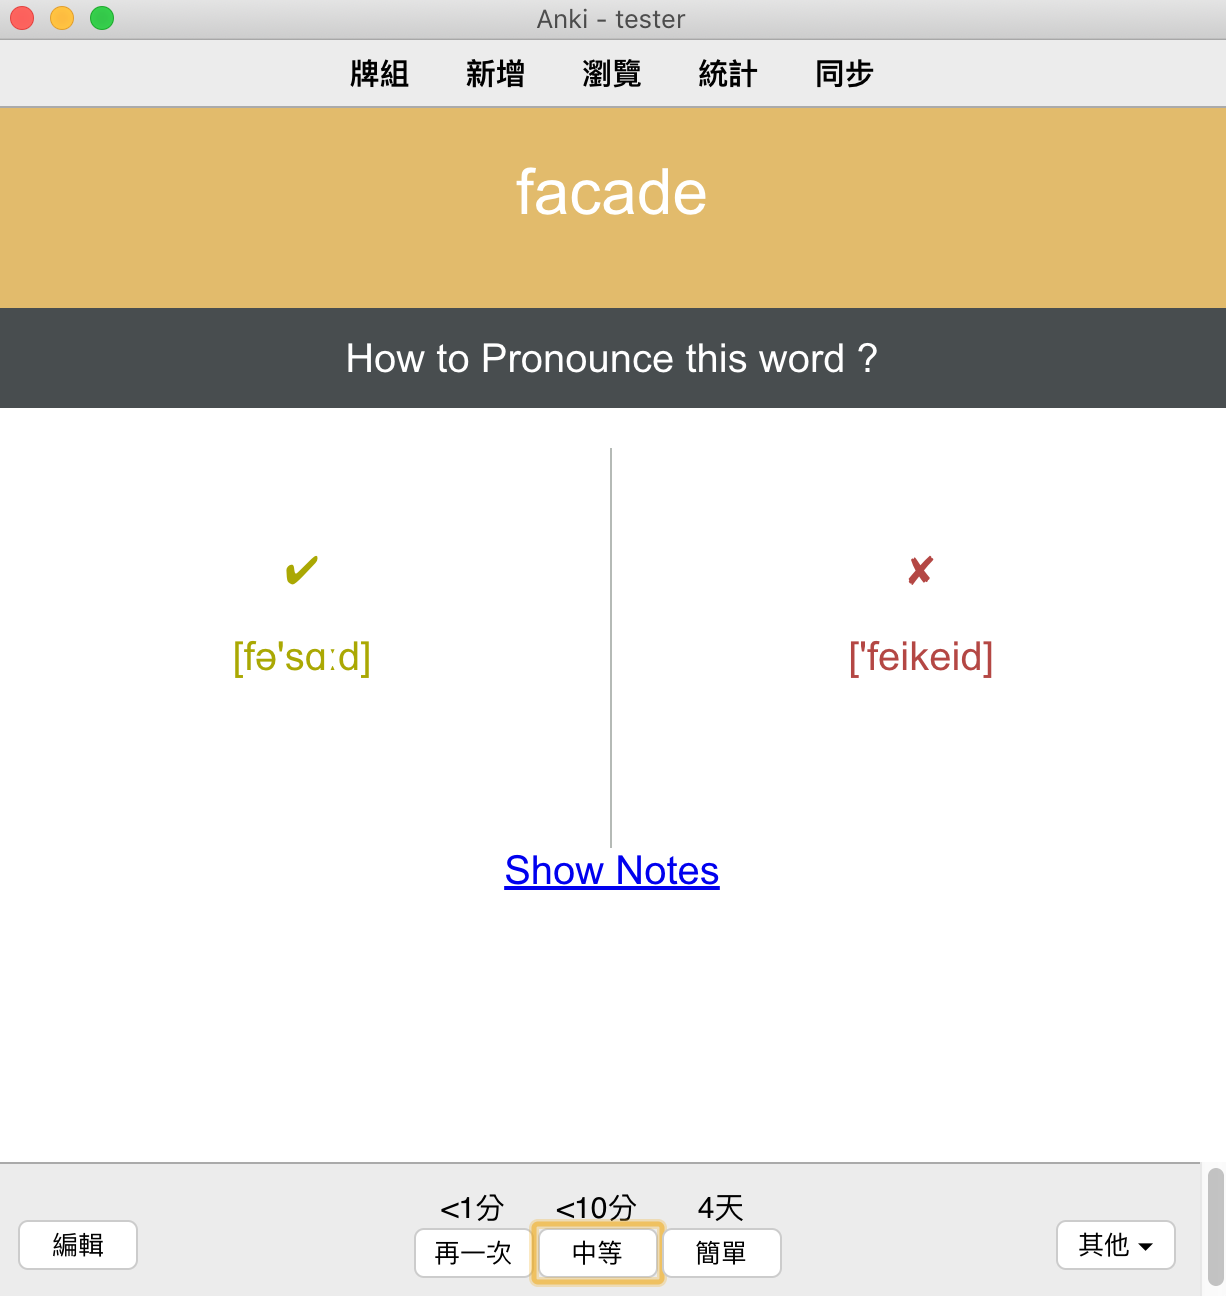 Anki - tester
牌組 新增 瀏覽 統計 同步
facade
How to Pronounce this word ?
✔ ✘
[fə'sɑːd] ['feikeid]
Show Notes
<1分 <10分 4天
編輯 再一次 中等 簡單 其他